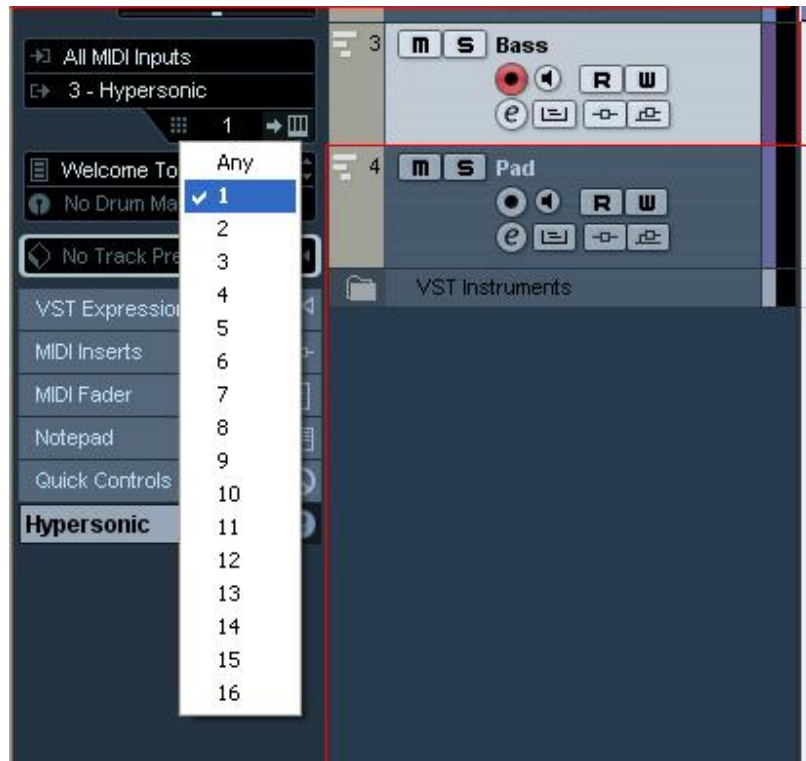 All MIDI Inputs
3 - Hypersonic
1
Welcome To
No Drum Ma
No Track Pre
VST Expression
MIDI Inserts
MIDI Fader
Notepad
Quick Controls
Hypersonic
Any
✓ 1
2
3
4
5
6
7
8
9
10
11
12
13
14
15
16
3 m S Bass
R W
e
4 m S Pad
R W
e
VST Instruments